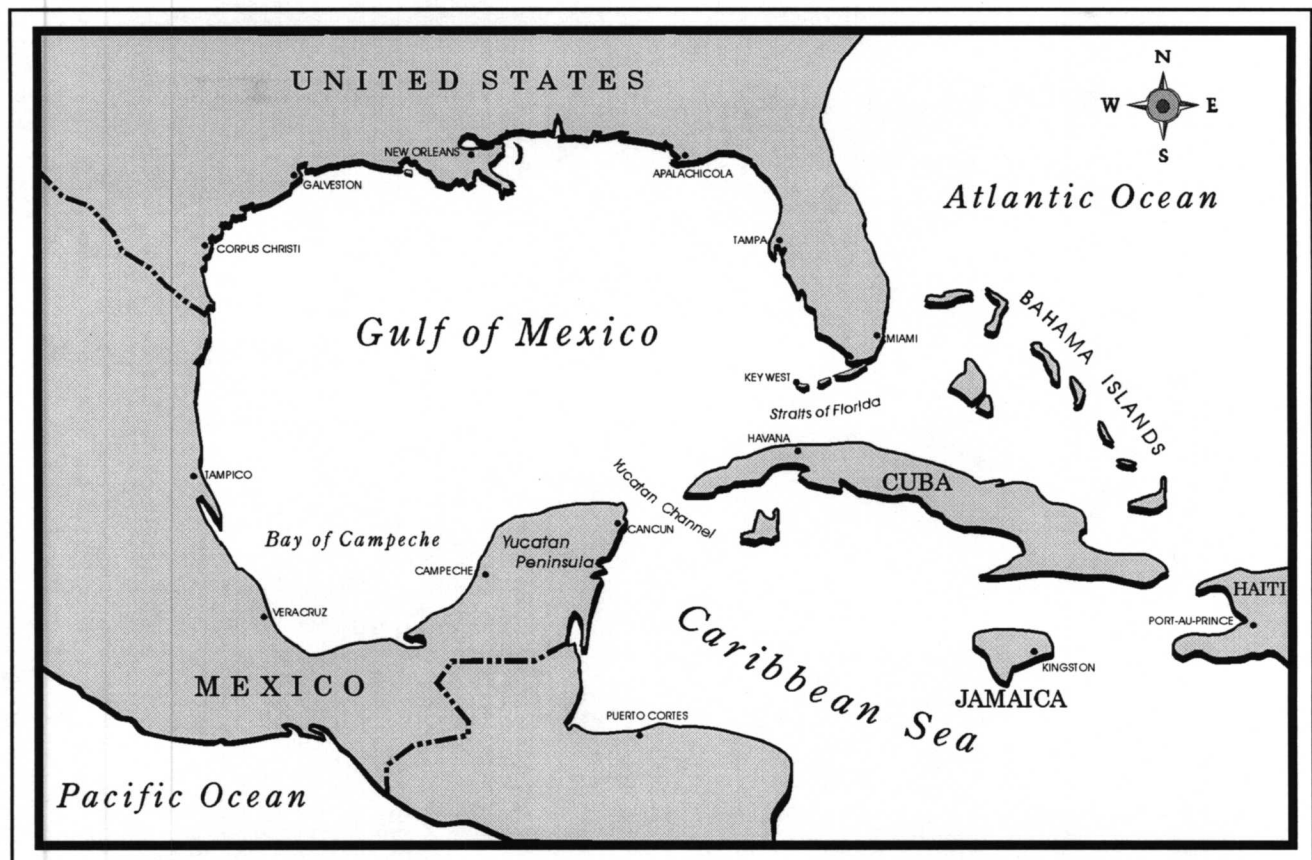 UNITED STATES
N
W E
S
NEW ORLEANS
GALVESTON
APALACHICOLA
Atlantic Ocean
CORPUS CHRISTI
TAMPA
BAHAMA ISLANDS
Gulf of Mexico
MIAMI
KEY WEST
Straits of Florida
HAVANA
TAMPICO
Yucatan Channel
CUBA
CANCUN
Bay of Campeche
Yucatan
Peninsula
CAMPECHE
HAITI
VERACRUZ
PORT-AU-PRINCE
Caribbean Sea
KINGSTON
MEXICO
JAMAICA
PUERTO CORTES
Pacific Ocean